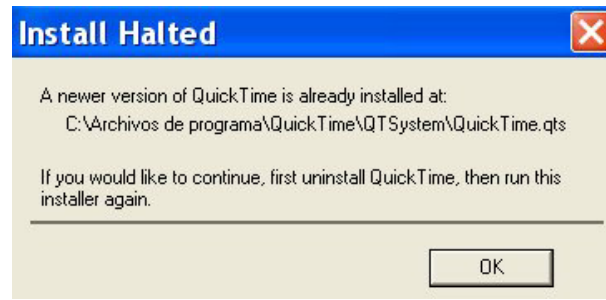 Install Halted
A newer version of QuickTime is already installed at:
C:\Archivos de programa\QuickTime\QTSystem\QuickTime.qts
If you would like to continue, first uninstall QuickTime, then run this
installer again.
OK